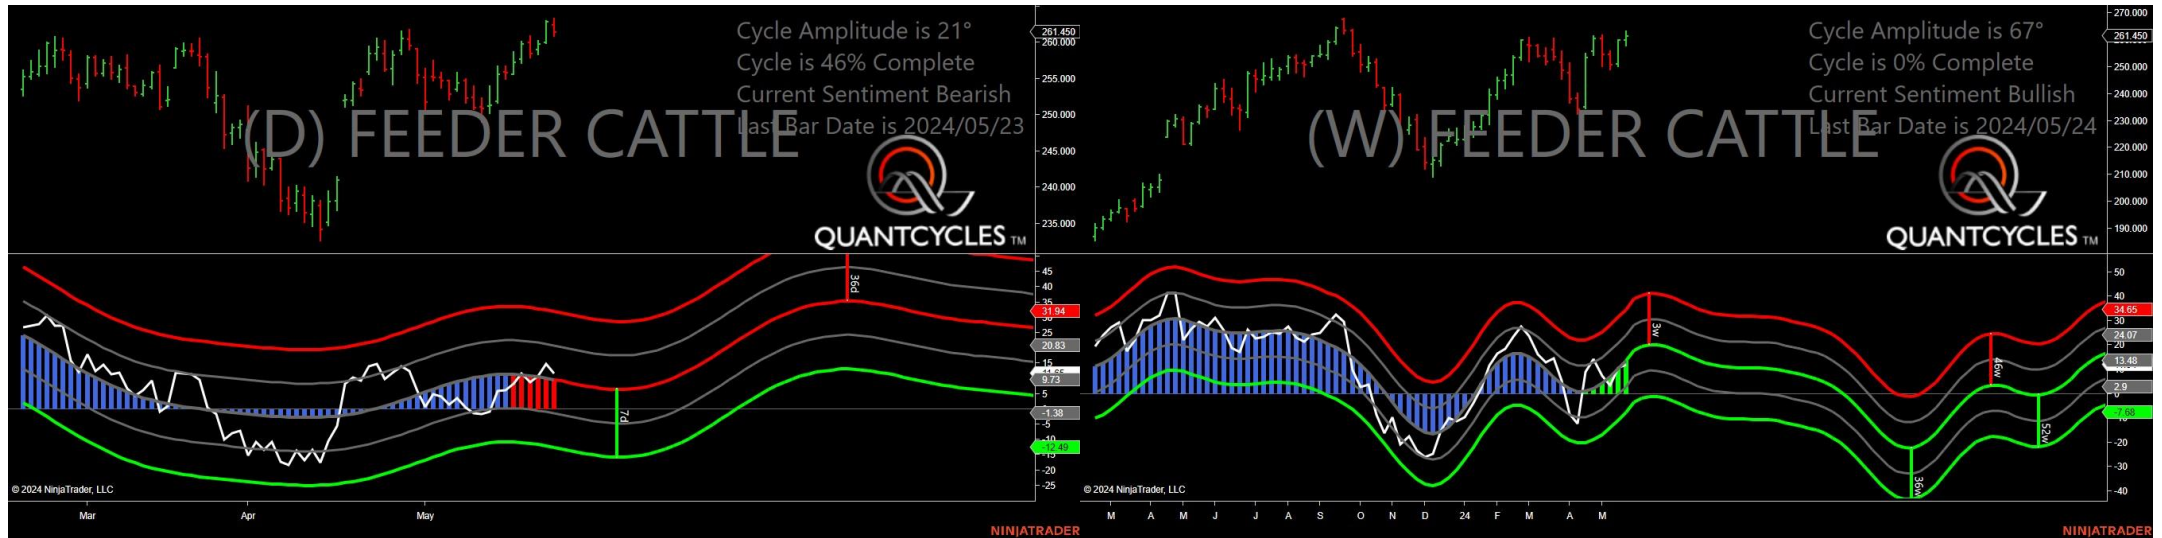 Cycle Amplitude is 21°
Cycle is 46% Complete
Current Sentiment Bearish
Last Bar Date is 2024/05/23
(D) FEEDER CATTLE
QUANTCYCLES TM
261.450
260.000
255.000
250.000
245.000
240.000
235.000
45
40
35
31.94
25
20.83
15
9.73
5
-1.38
-5
-12.49
-15
-20
-25
36d
7d
© 2024 NinjaTrader, LLC
Mar Apr May
NINJATRADER
Cycle Amplitude is 67°
Cycle is 0% Complete
Current Sentiment Bullish
Last Bar Date is 2024/05/24
(W) FEEDER CATTLE
QUANTCYCLES TM
270.000
261.450
250.000
240.000
230.000
220.000
210.000
200.000
190.000
50
40
34.65
30
24.07
20
13.48
2.9
-7.68
-20
-30
-40
3w
46w
52w
36w
© 2024 NinjaTrader, LLC
M A M J J A S O N D 24 F M A M
NINJATRADER